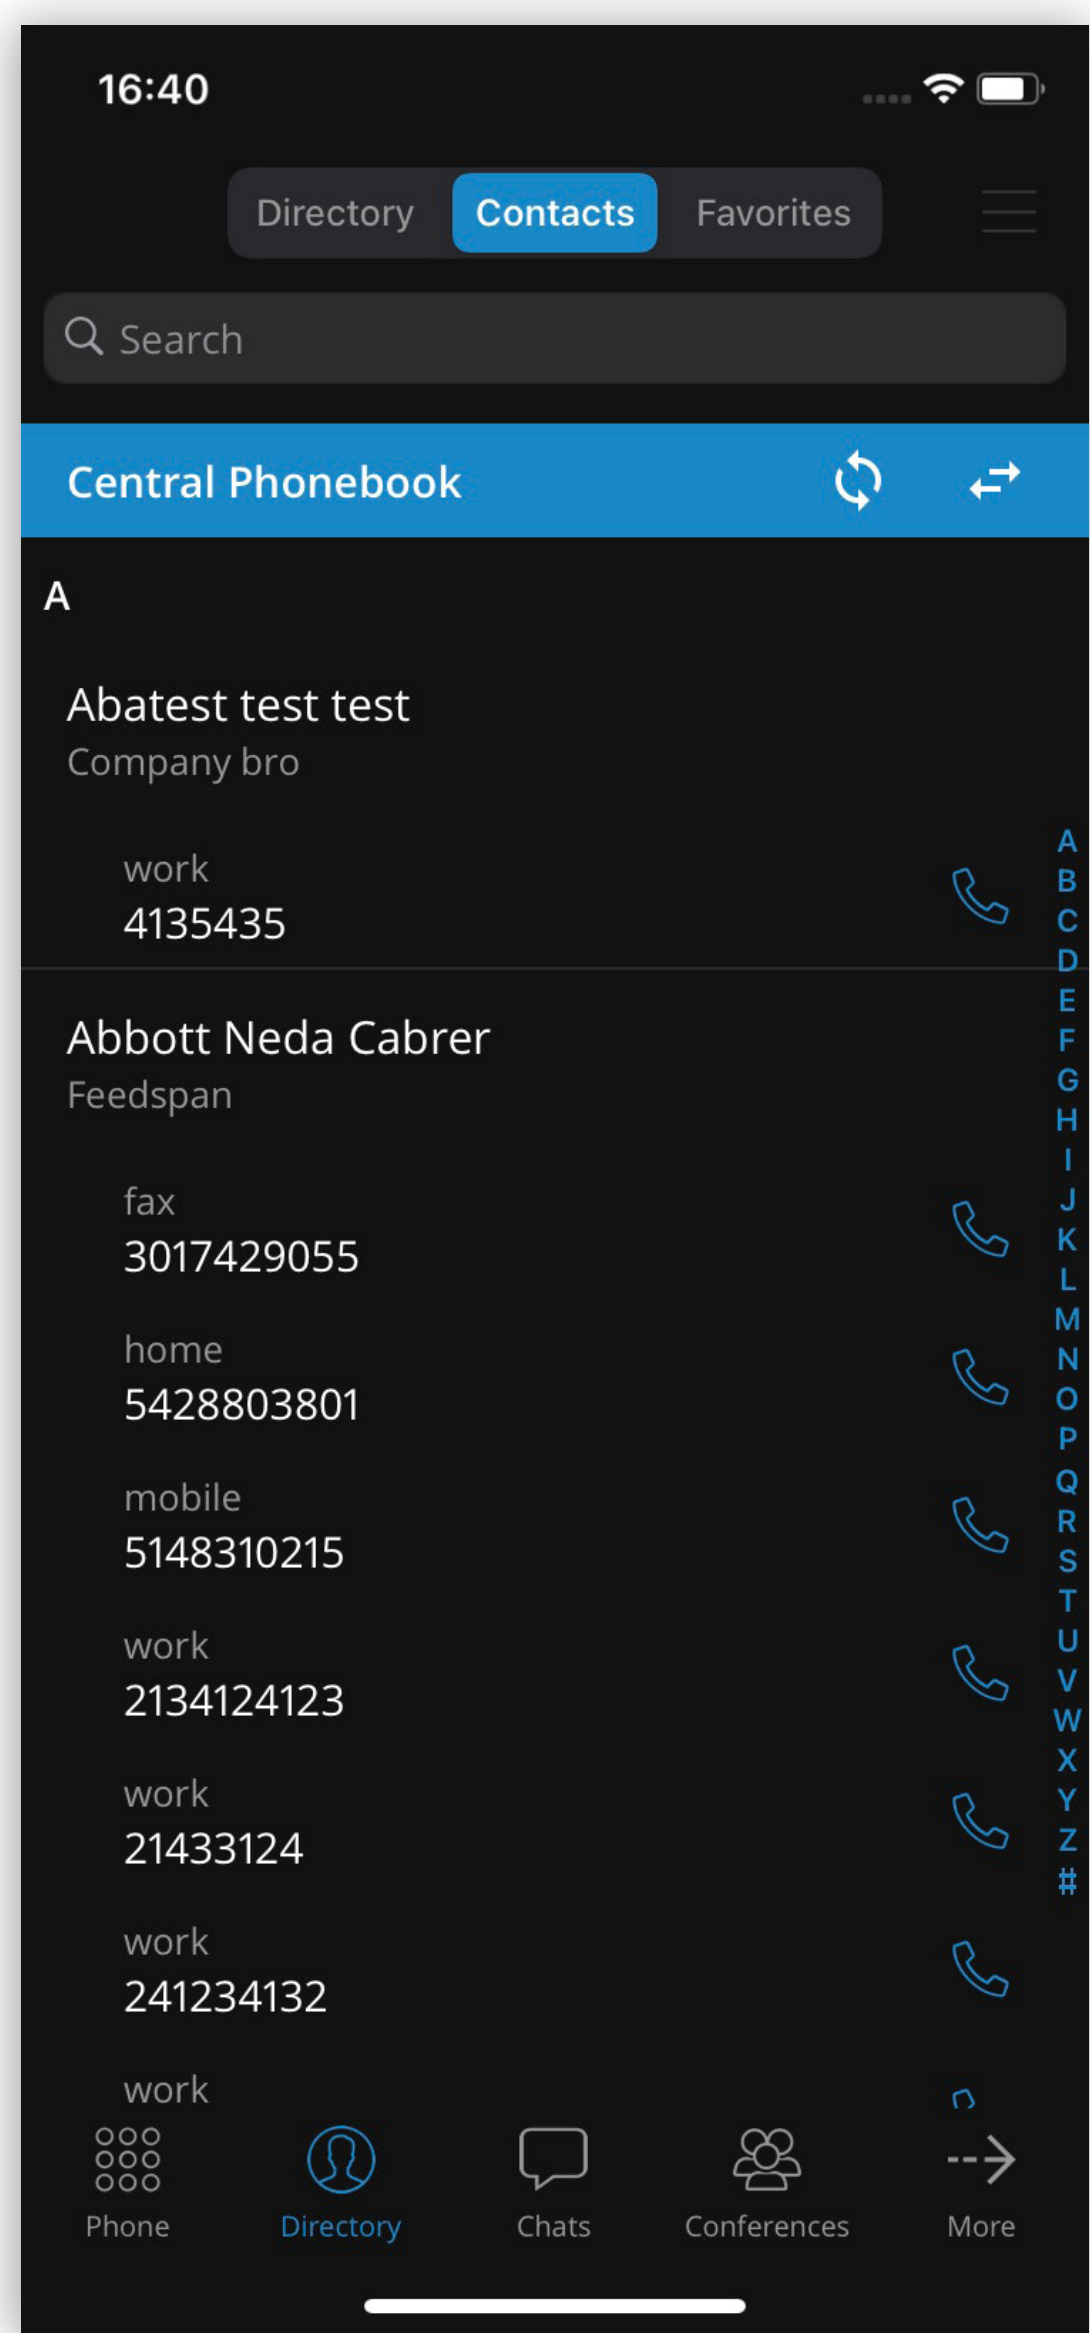 16:40
Directory Contacts Favorites
Search
Central Phonebook
A
Abatest test test
Company bro
work
4135435
Abbott Neda Cabrer
Feedspan
fax
3017429055
home
5428803801
mobile
5148310215
work
2134124123
work
21433124
work
241234132
work
A
B
C
D
E
F
G
H
I
J
K
L
M
N
O
P
Q
R
S
T
U
V
W
X
Y
Z
#
Phone Directory Chats Conferences More